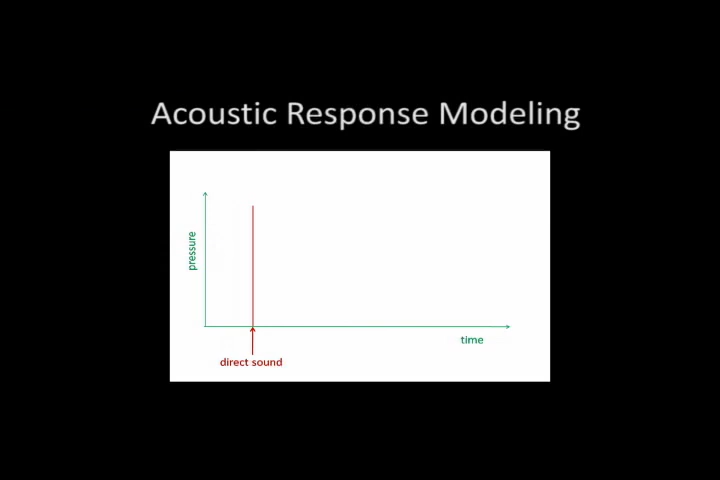 Acoustic Response Modeling
pressure
time
direct sound